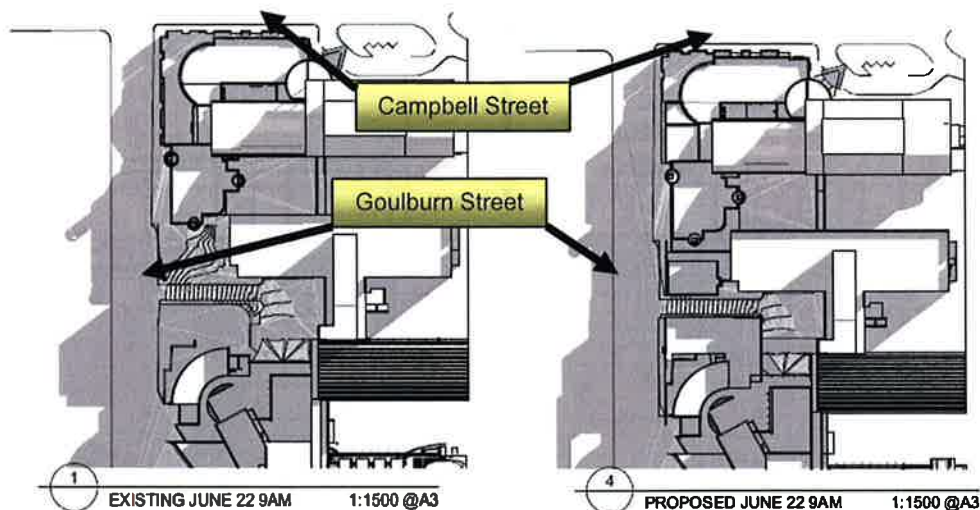 Campbell Street
Goulburn Street
1
EXISTING JUNE 22 9AM 1:1500 @A3
4
PROPOSED JUNE 22 9AM 1:1500 @A3